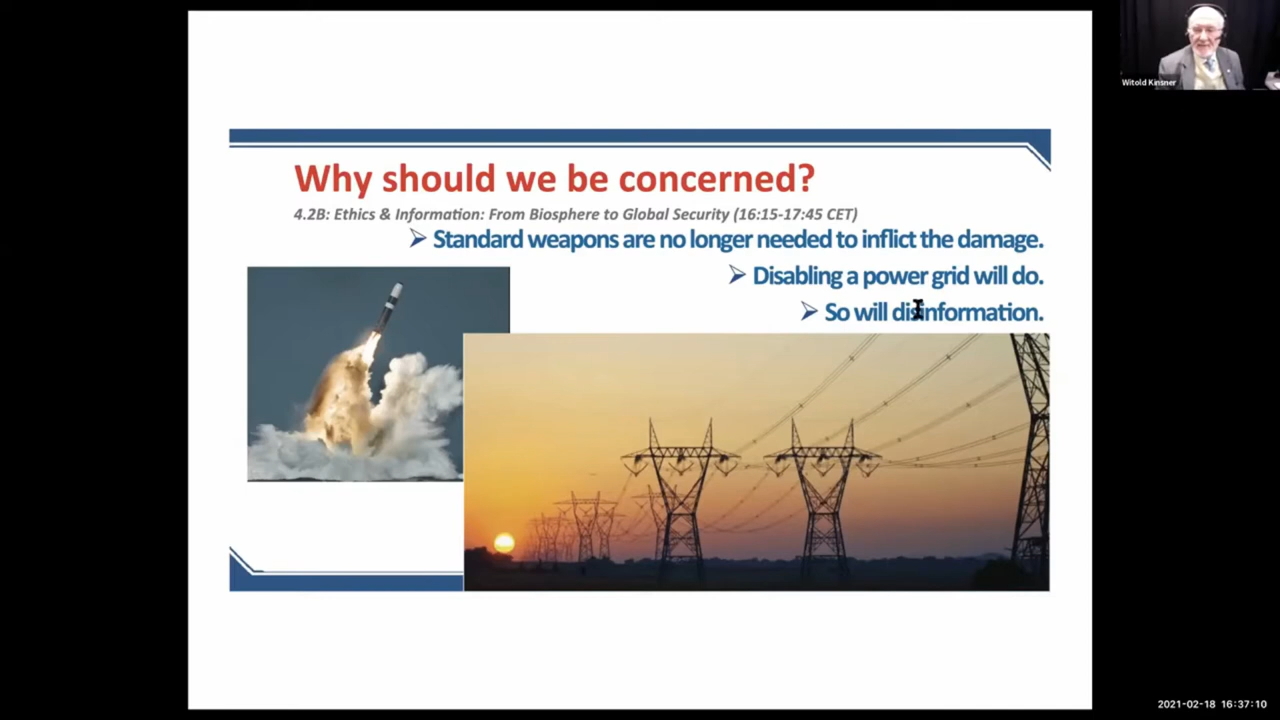 Witold Kinsner
Why should we be concerned?
4.2B: Ethics & Information: From Biosphere to Global Security (16:15-17:45 CET)
➢ Standard weapons are no longer needed to inflict the damage.
➢ Disabling a power grid will do.
➢ So will disinformation.
2021-02-18 16:37:10